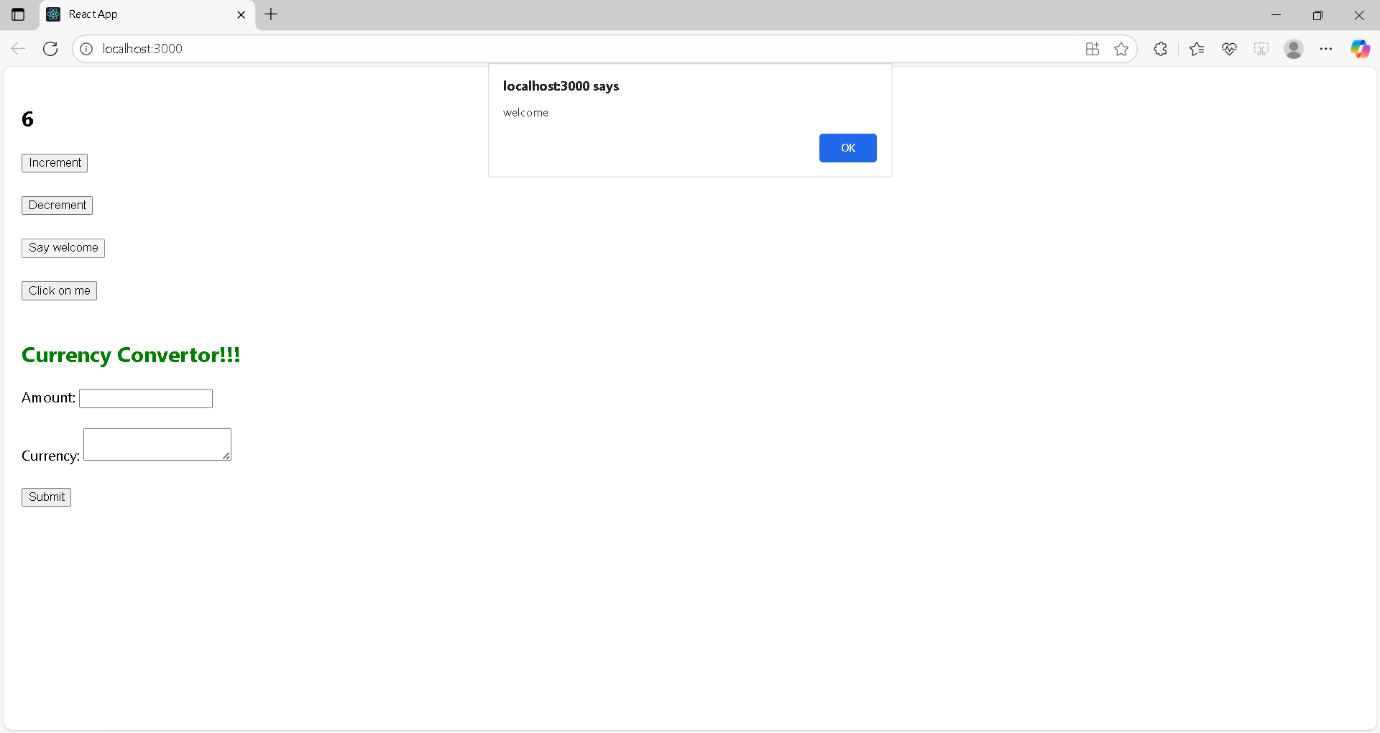 React App
localhost:3000
localhost:3000 says
welcome
OK
6
Increment
Decrement
Say welcome
Click on me
Currency Convertor!!!
Amount:
Currency:
Submit